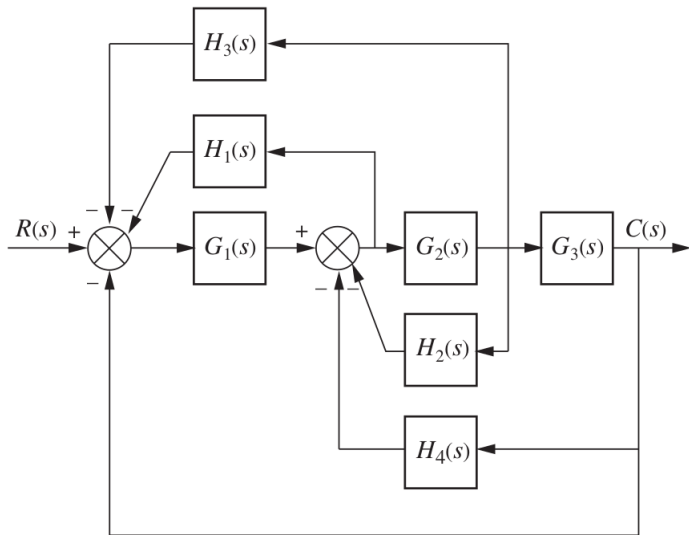 H₃(s)
H₁(s)
− −
R(s) + G₁(s) + G₂(s) G₃(s) C(s)
−
− −
H₂(s)
H₄(s)